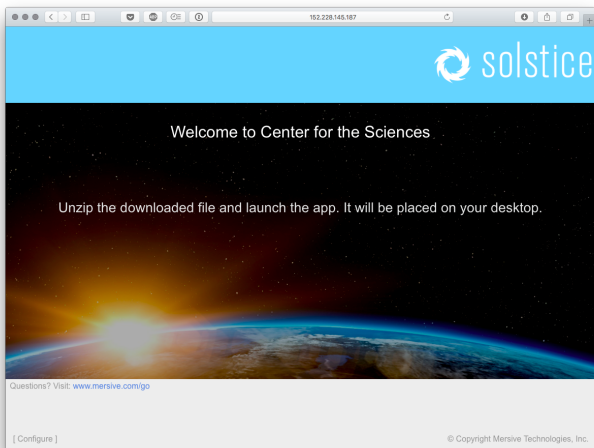 152.228.145.187
solstice
Welcome to Center for the Sciences
Unzip the downloaded file and launch the app. It will be placed on your desktop.
Questions? Visit: www.mersive.com/go
[ Configure ]
© Copyright Mersive Technologies, Inc.